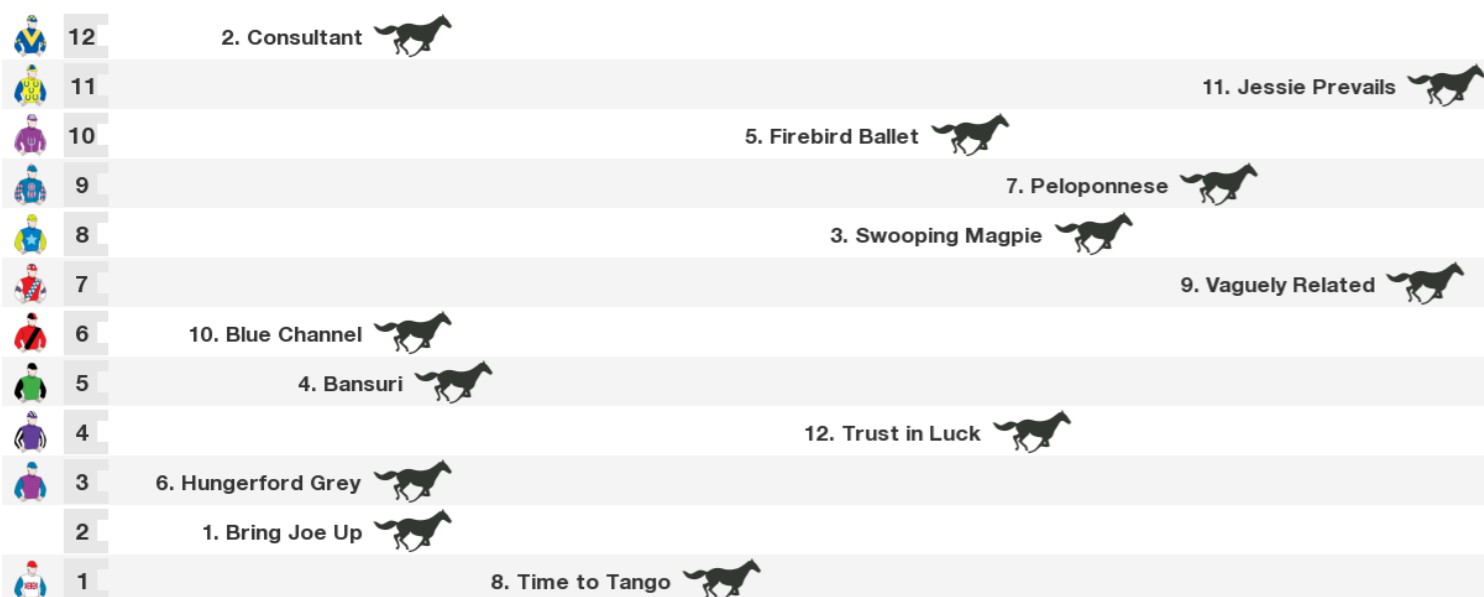 12 2. Consultant
11 11. Jessie Prevails
10 5. Firebird Ballet
9 7. Peloponnese
8 3. Swooping Magpie
7 9. Vaguely Related
6 10. Blue Channel
5 4. Bansuri
4 12. Trust in Luck
3 6. Hungerford Grey
2 1. Bring Joe Up
1 8. Time to Tango